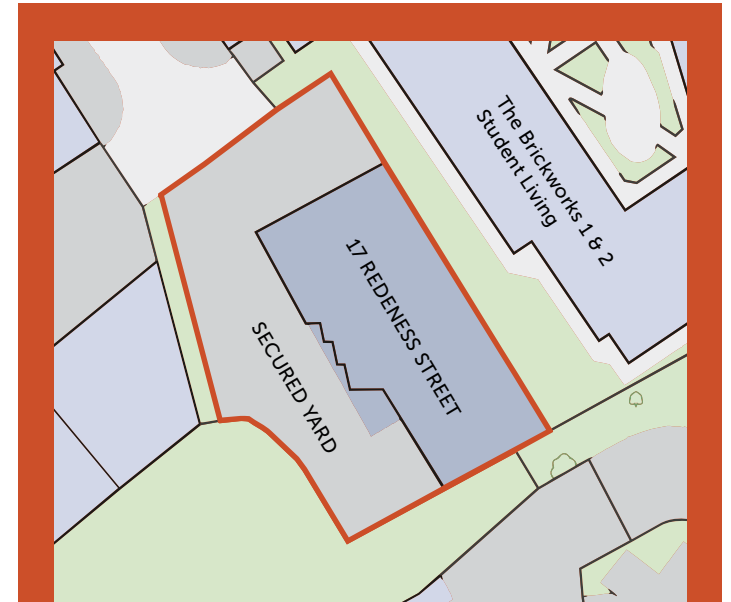 The Brickworks 1 & 2
Student Living
17 REDENESS STREET
SECURED YARD